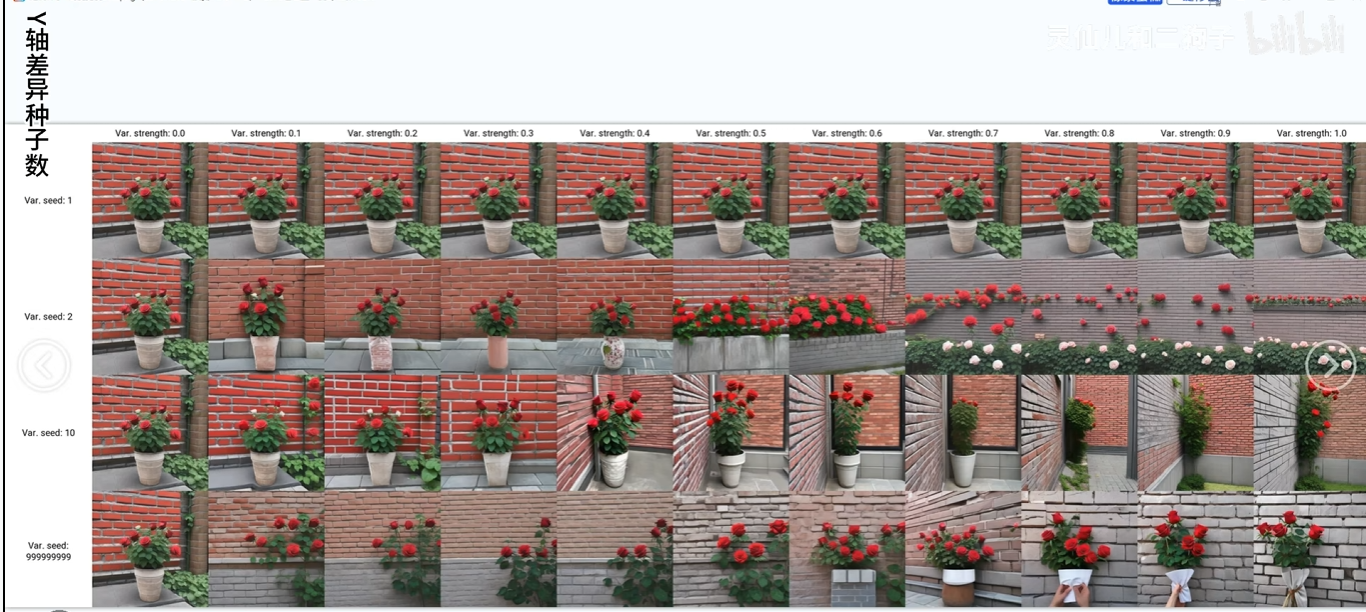 Y轴差异种子数
bilibili
Var. strength: 0.0 Var. strength: 0.1 Var. strength: 0.2 Var. strength: 0.3 Var. strength: 0.4 Var. strength: 0.5 Var. strength: 0.6 Var. strength: 0.7 Var. strength: 0.8 Var. strength: 0.9 Var. strength: 1.0
Var. seed: 1
Var. seed: 2
Var. seed: 10
Var. seed:
999999999